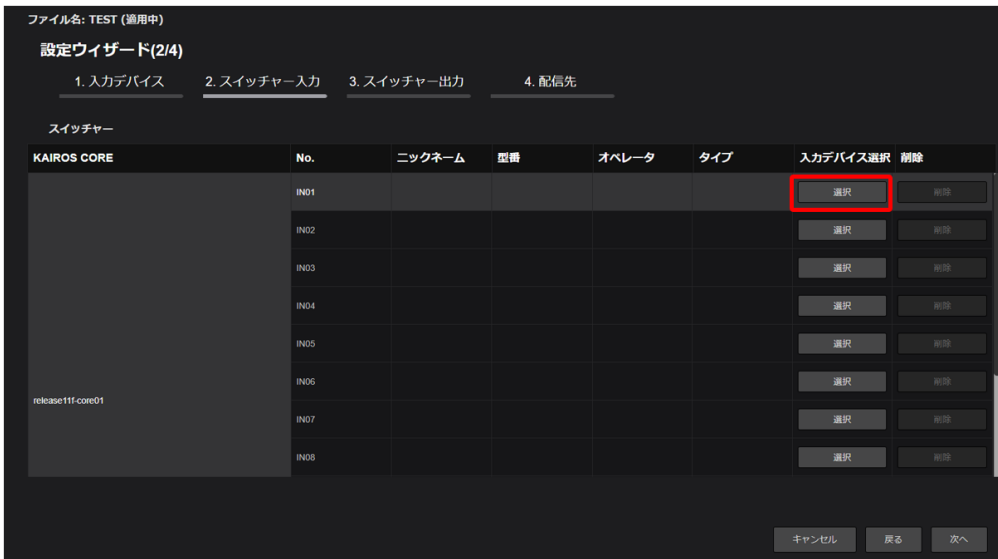 ファイル名: TEST (適用中)
設定ウィザード(2/4)
1. 入力デバイス 2. スイッチャー入力 3. スイッチャー出力 4. 配信先
スイッチャー
KAIROS CORE No. ニックネーム 型番 オペレータ タイプ 入力デバイス選択 削除
IN01 選択 削除
IN02 選択 削除
IN03 選択 削除
IN04 選択 削除
IN05 選択 削除
IN06 選択 削除
release11f-core01
IN07 選択 削除
IN08 選択 削除
キャンセル 戻る 次へ